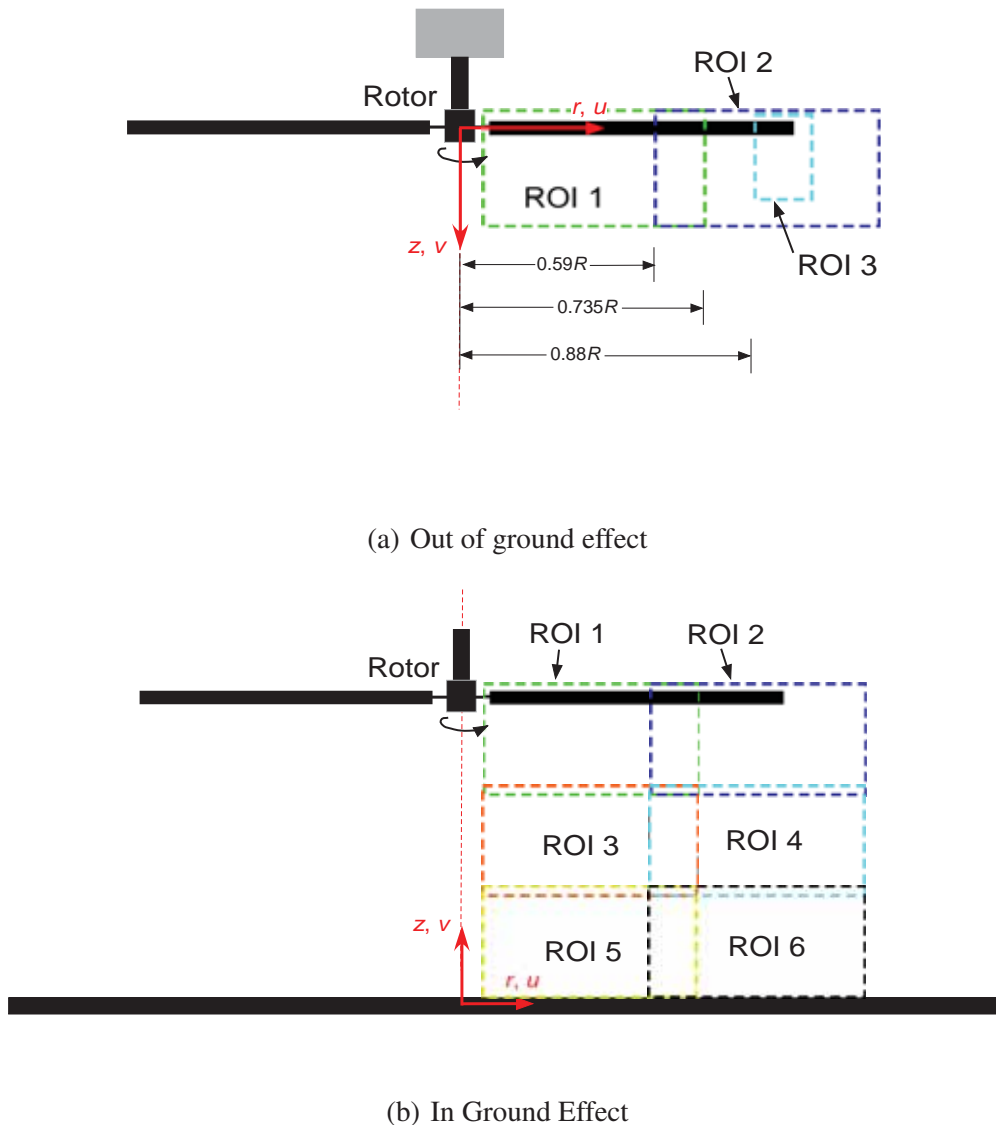 ROI 2
Rotor
r, u
ROI 1
z, v
ROI 3
0.59R
0.735R
0.88R
(a) Out of ground effect
ROI 1
ROI 2
Rotor
ROI 3
ROI 4
z, v
ROI 5
ROI 6
r, u
(b) In Ground Effect